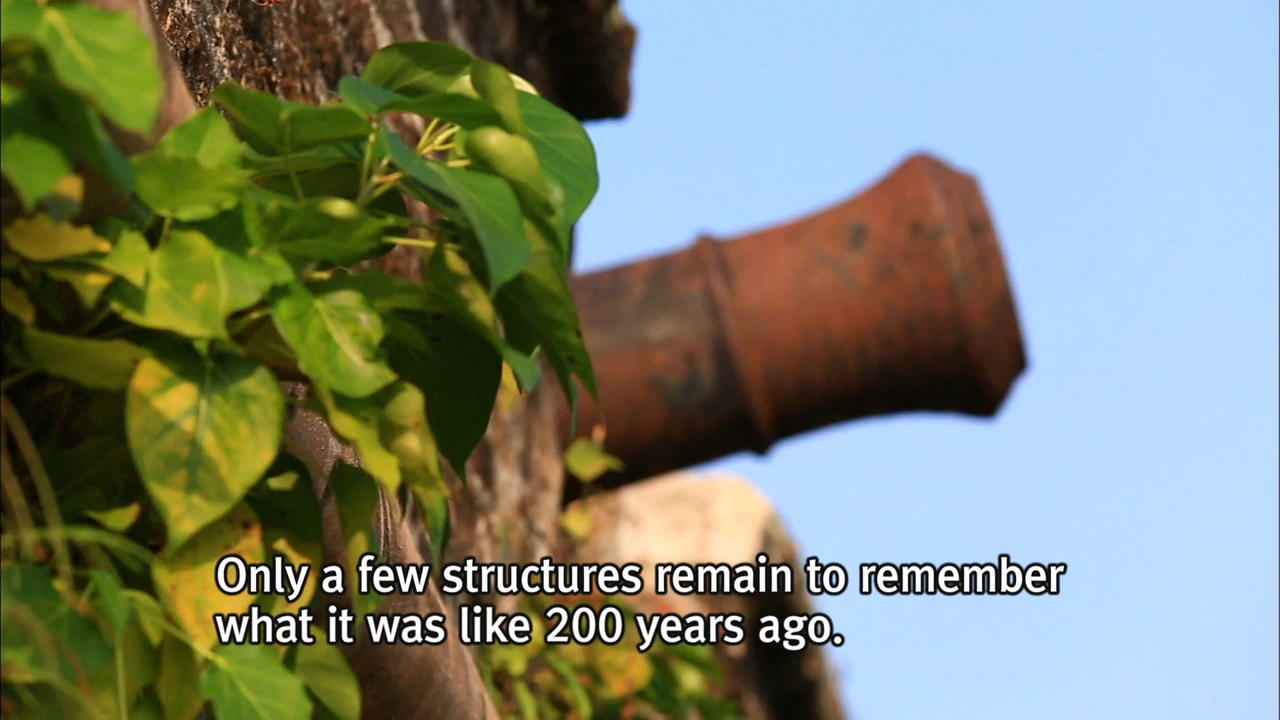 Only a few structures remain to remember
what it was like 200 years ago.